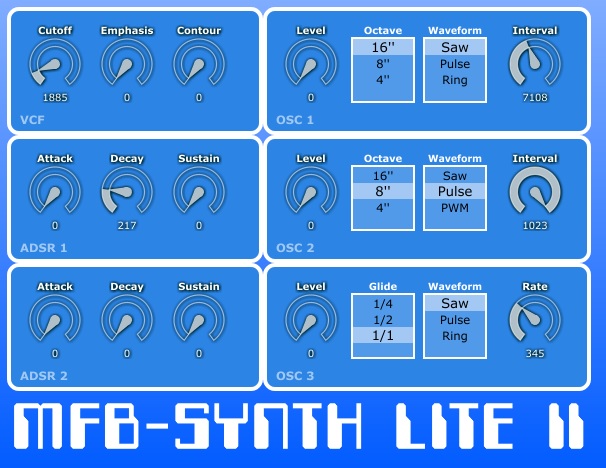 Cutoff Emphasis Contour
1885 0 0
VCF
Level Octave Waveform Interval
16" Saw
8" Pulse
4" Ring
0 7108
OSC 1
Attack Decay Sustain
0 217 0
ADSR 1
Level Octave Waveform Interval
16" Saw
8" Pulse
4" PWM
0 1023
OSC 2
Attack Decay Sustain
0 0 0
ADSR 2
Level Glide Waveform Rate
1/4 Saw
1/2 Pulse
1/1 Ring
0 345
OSC 3
MFB-SYNTH LITE II